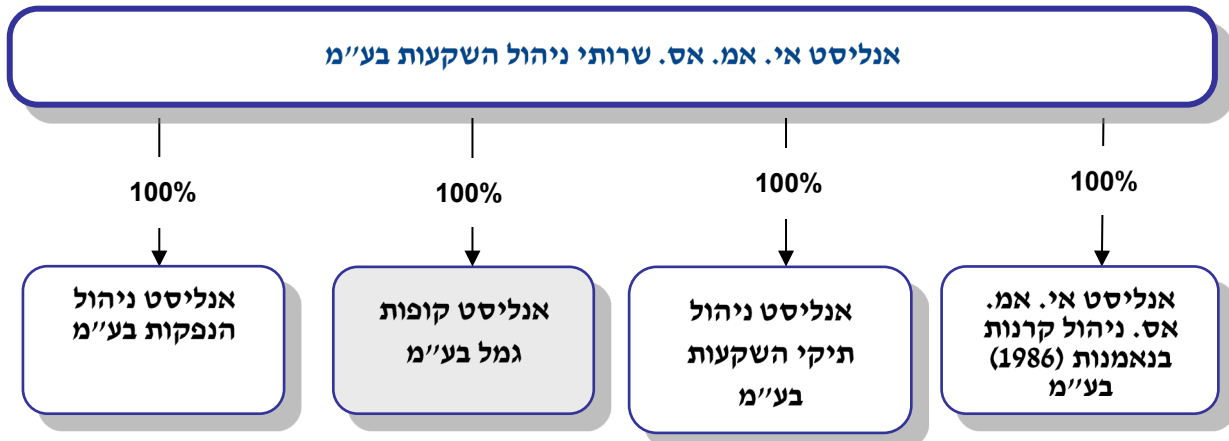 אנליסט אי. אמ. אס. שרותי ניהול השקעות בע״מ
100%
100%
100%
100%
אנליסט אי. אמ.
אס. ניהול קרנות
בנאמנות (1986)
בע״מ
אנליסט ניהול
תיקי השקעות
בע״מ
אנליסט קופות
גמל בע״מ
אנליסט ניהול
הנפקות בע״מ